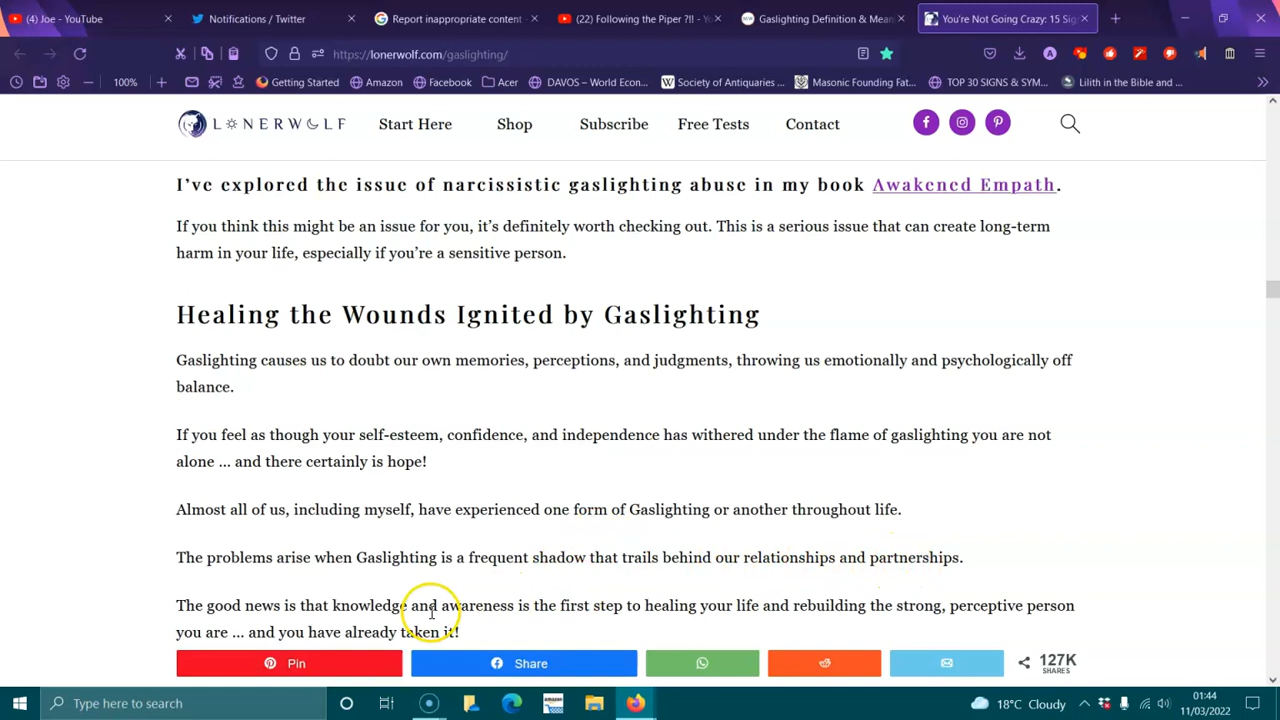 (4) Joe - YouTube
Notifications / Twitter
Report inappropriate content -
(22) Following the Piper ?!! - Yo
Gaslighting Definition & Mean
You're Not Going Crazy: 15 Sig
https://lonerwolf.com/gaslighting/
100%
Getting Started
Amazon
Facebook
Acer
DAVOS – World Econ...
Society of Antiquaries ...
Masonic Founding Fat...
TOP 30 SIGNS & SYM...
Lilith in the Bible and ...
LONERWOLF
Start Here
Shop
Subscribe
Free Tests
Contact
I've explored the issue of narcissistic gaslighting abuse in my book Awakened Empath.
If you think this might be an issue for you, it's definitely worth checking out. This is a serious issue that can create long-term
harm in your life, especially if you're a sensitive person.
Healing the Wounds Ignited by Gaslighting
Gaslighting causes us to doubt our own memories, perceptions, and judgments, throwing us emotionally and psychologically off
balance.
If you feel as though your self-esteem, confidence, and independence has withered under the flame of gaslighting you are not
alone ... and there certainly is hope!
Almost all of us, including myself, have experienced one form of Gaslighting or another throughout life.
The problems arise when Gaslighting is a frequent shadow that trails behind our relationships and partnerships.
The good news is that knowledge and awareness is the first step to healing your life and rebuilding the strong, perceptive person
you are ... and you have already taken it!
Pin
Share
127K
SHARES
Type here to search
amazon
18°C Cloudy
01:44
11/03/2022